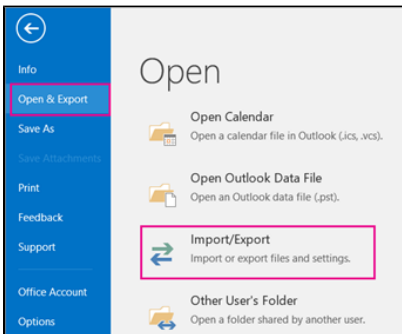 Info
Open & Export
Save As
Save Attachments
Print
Feedback
Support
Office Account
Options
Open
Open Calendar
Open a calendar file in Outlook (.ics, .vcs).
Open Outlook Data File
Open an Outlook data file (.pst).
Import/Export
Import or export files and settings.
Other User's Folder
Open a folder shared by another user.